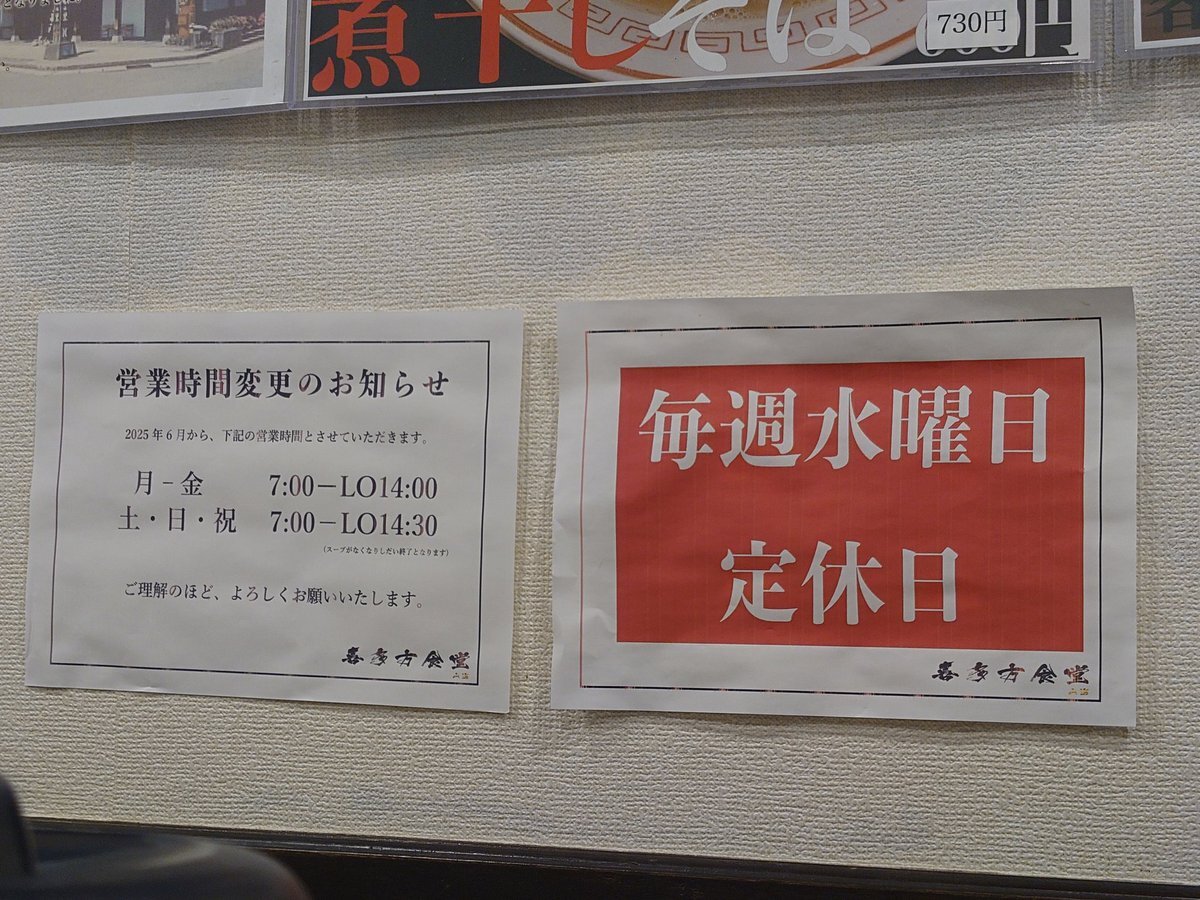 煮干しそば
730円
円
営業時間変更のお知らせ
2025年6月から、下記の営業時間とさせていただきます。
月－金 7:00－LO14:00
土・日・祝 7:00－LO14:30
(スープがなくなりしだい終了となります)
ご理解のほど、よろしくお願いいたします。
喜多方食堂
毎週水曜日
定休日
喜多方食堂